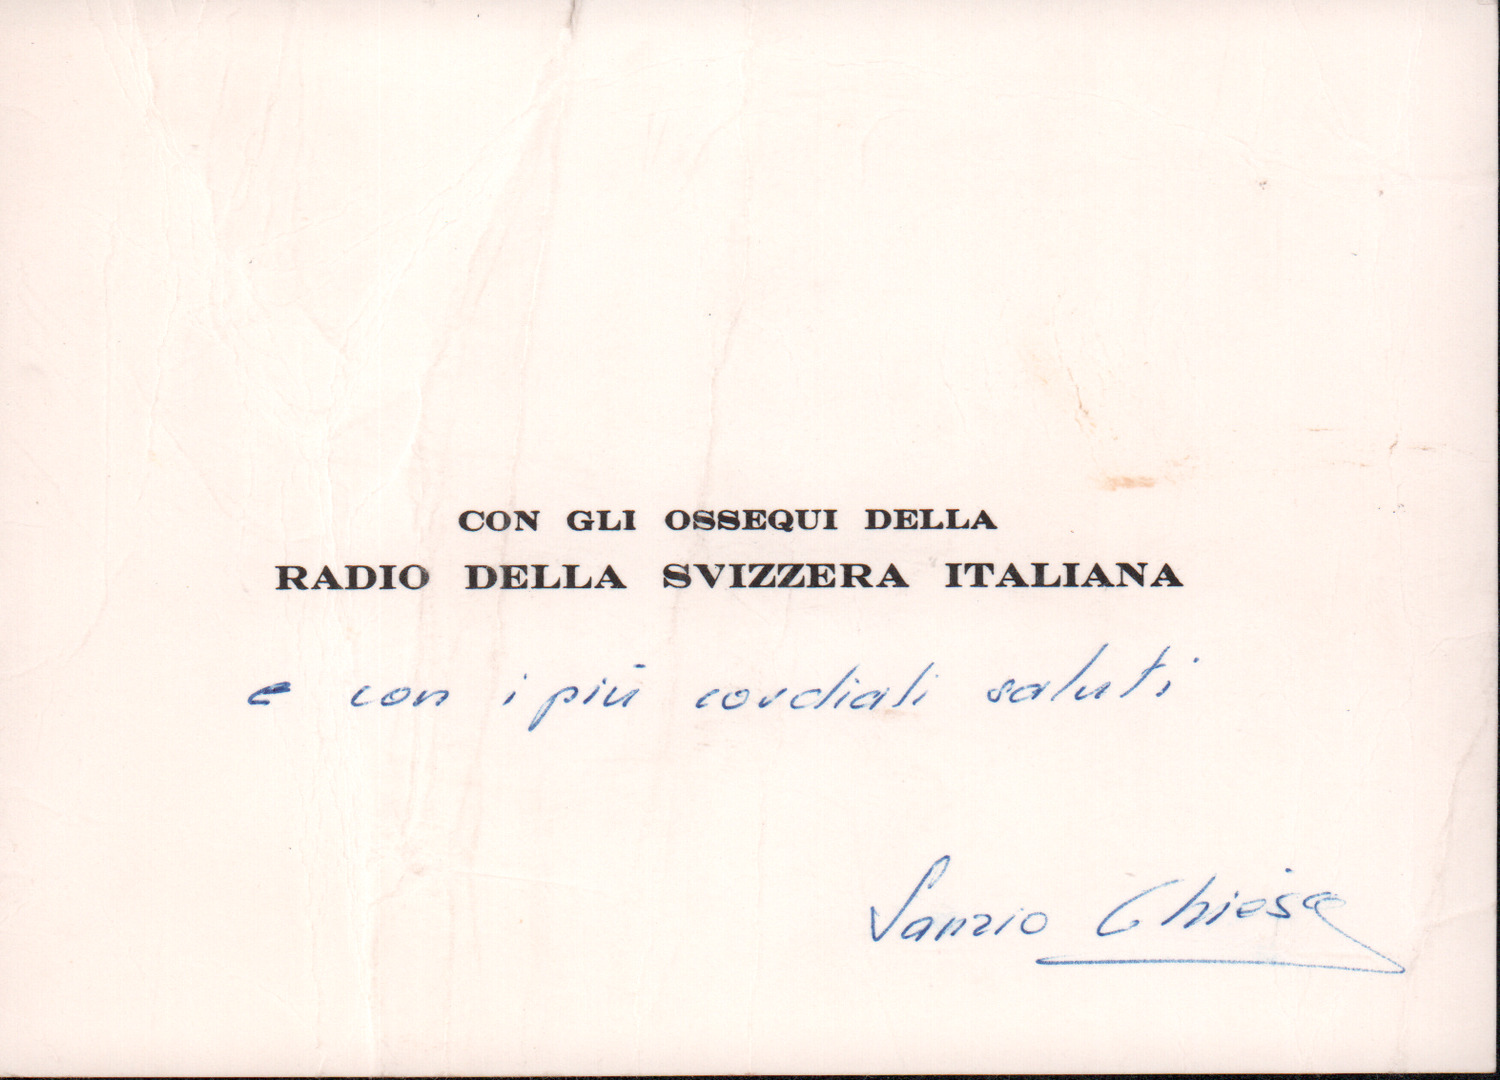 CON GLI OSSEQUI DELLA
RADIO DELLA SVIZZERA ITALIANA
e con i più cordiali saluti
Sanzio Chiesa